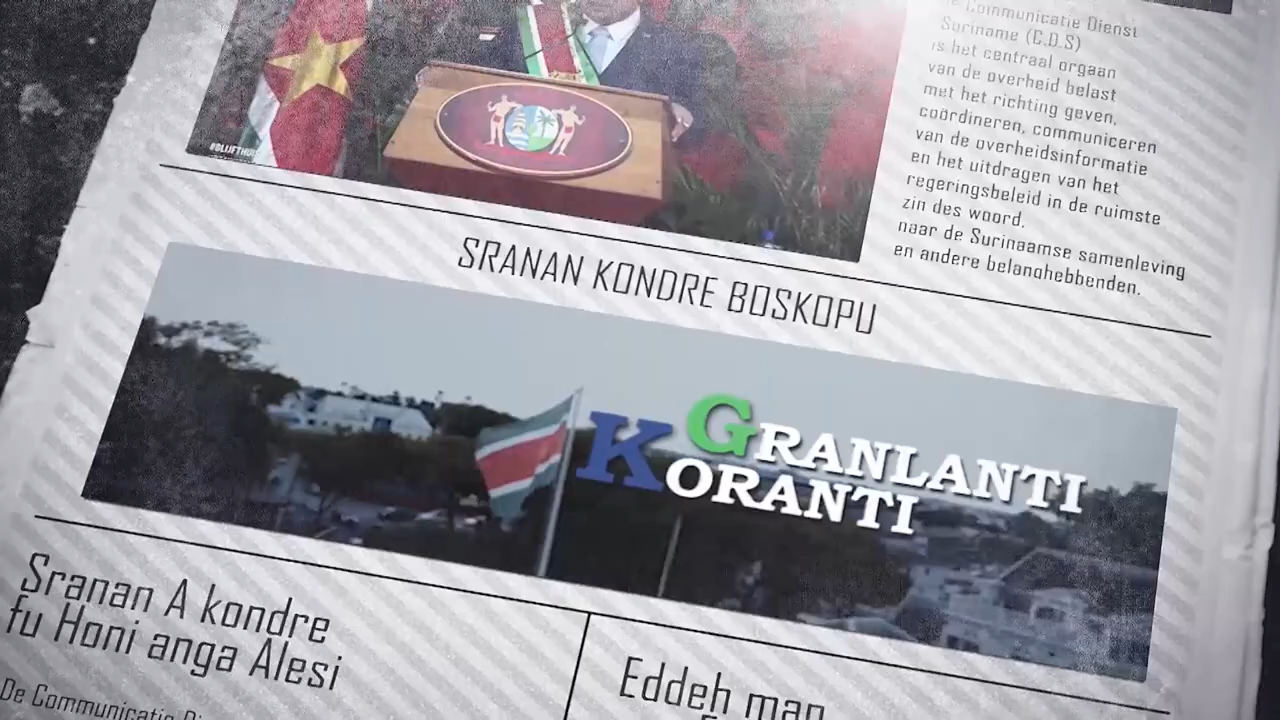 Communicatie Dienst
Suriname (C.D.S)
is het centraal orgaan
van de overheid belast
met het richting geven,
coördineren, communiceren
van de overheidsinformatie
en het uitdragen van het
regeringsbeleid in de ruimste
zin des woord,
naar de Surinaamse samenleving
en andere belanghebbenden.
SRANAN KONDRE BOSKOPU
GRANLANTI
KORANTI
Sranan A kondre
fu Honi anga Alesi
De Communicatie
Eddeh man